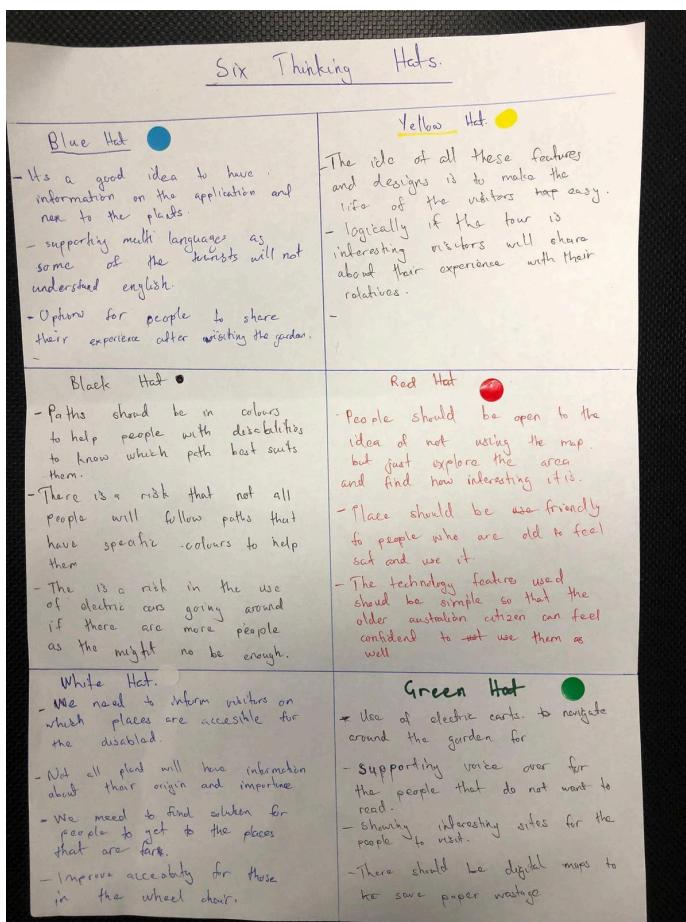 Six Thinking Hats.
Blue Hat
- Its a good idea to have
information on the application and
nex to the plants.
- supporting multi languages as
some of the tourists will not
understand english.
- Options for people to share
their experience after visiting the garden.
-
Yellow Hat.
- The ide of all these features
and designs is to make the
life of the visitors easy.
- logically if the tour is
interesting visitors will share
about their experience with their
relatives.
-
Black Hat
- Paths shoud be in colours
to help people with disabalities
to know which path best suits
them.
- There is a risk that not all
people will follow paths that
have specific colours to help
them
- The is a risk in the use
of electric cars going around
if there are more people
as the might no be enough.
Red Hat
- People should be open to the
idea of not using the map.
but just explore the area
and find how interesting it is.
- Place should be use friendly
to people who are old to feel
saf and use it
- The technology features used
shoud be simple so that the
older australian citizen can feel
confident to use them as
well
White Hat.
- We need to inform visitors on
which places are accesible for
the disabled.
- Not all plant will have information
about thair origin and importme
- We need to find solution for
people to get to the places
that are far.
- Improve acceability for those
in the wheel chair.
Green Hat
- Use of electric carts. to navigate
around the garden for
- Supporting voice over for
the people that do not want to
read.
- Showing interesting sites for the
people to visit.
- There should be digital maps to
save paper wastage